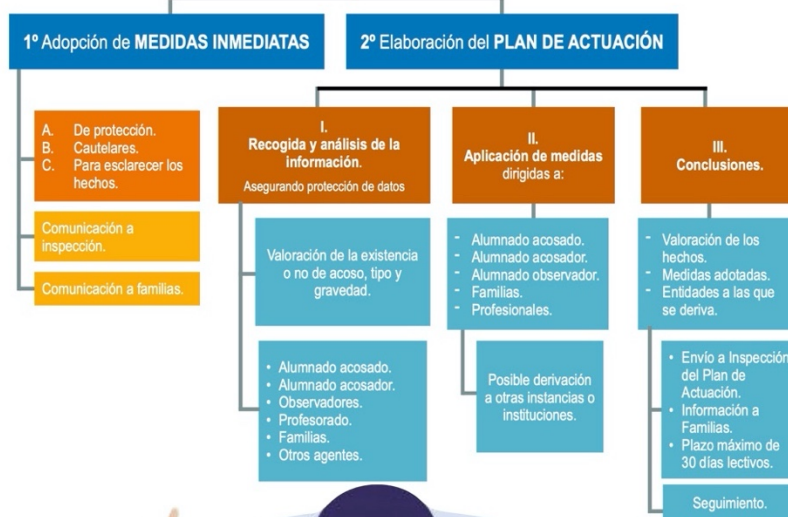 1º Adopción de MEDIDAS INMEDIATAS
2º Elaboración del PLAN DE ACTUACIÓN
A. De protección.
B. Cautelares.
C. Para esclarecer los
hechos.
Comunicación a
inspección.
Comunicación a familias.
I.
Recogida y análisis de la
información.
Asegurando protección de datos
Valoración de la existencia
o no de acoso, tipo y
gravedad.
• Alumnado acosado.
• Alumnado acosador.
• Observadores.
• Profesorado.
• Familias.
• Otros agentes.
II.
Aplicación de medidas
dirigidas a:
- Alumnado acosado.
- Alumnado acosador.
- Alumnado observador.
- Familias.
- Profesionales.
Posible derivación
a otras instancias o
instituciones.
III.
Conclusiones.
- Valoración de los
hechos.
- Medidas adotadas.
- Entidades a las que
se deriva.
• Envío a Inspección
del Plan de
Actuación.
• Información a
Familias.
• Plazo máximo de
30 días lectivos.
Seguimiento.